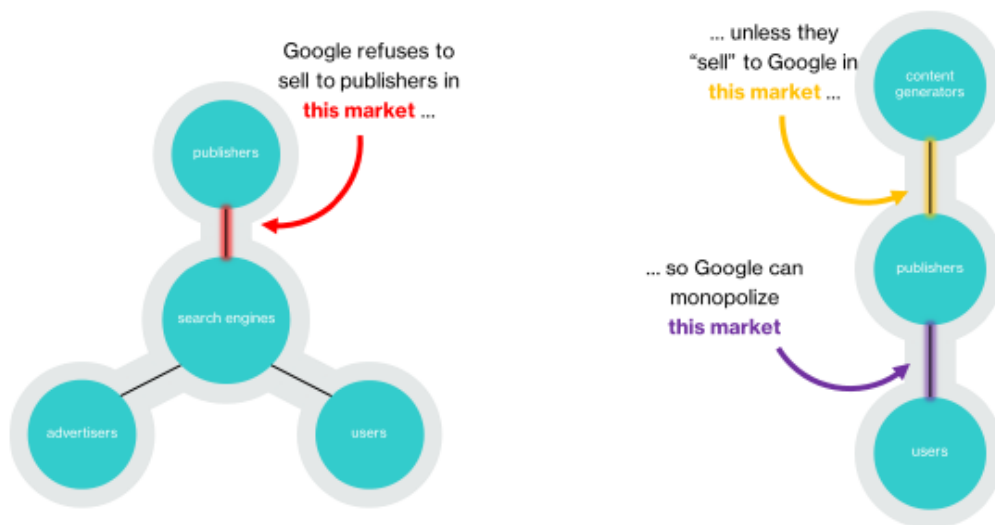 Google refuses to
sell to publishers in
this market ...
publishers
search engines
advertisers
users
... unless they
“sell” to Google in
this market ...
content
generators
publishers
... so Google can
monopolize
this market
users